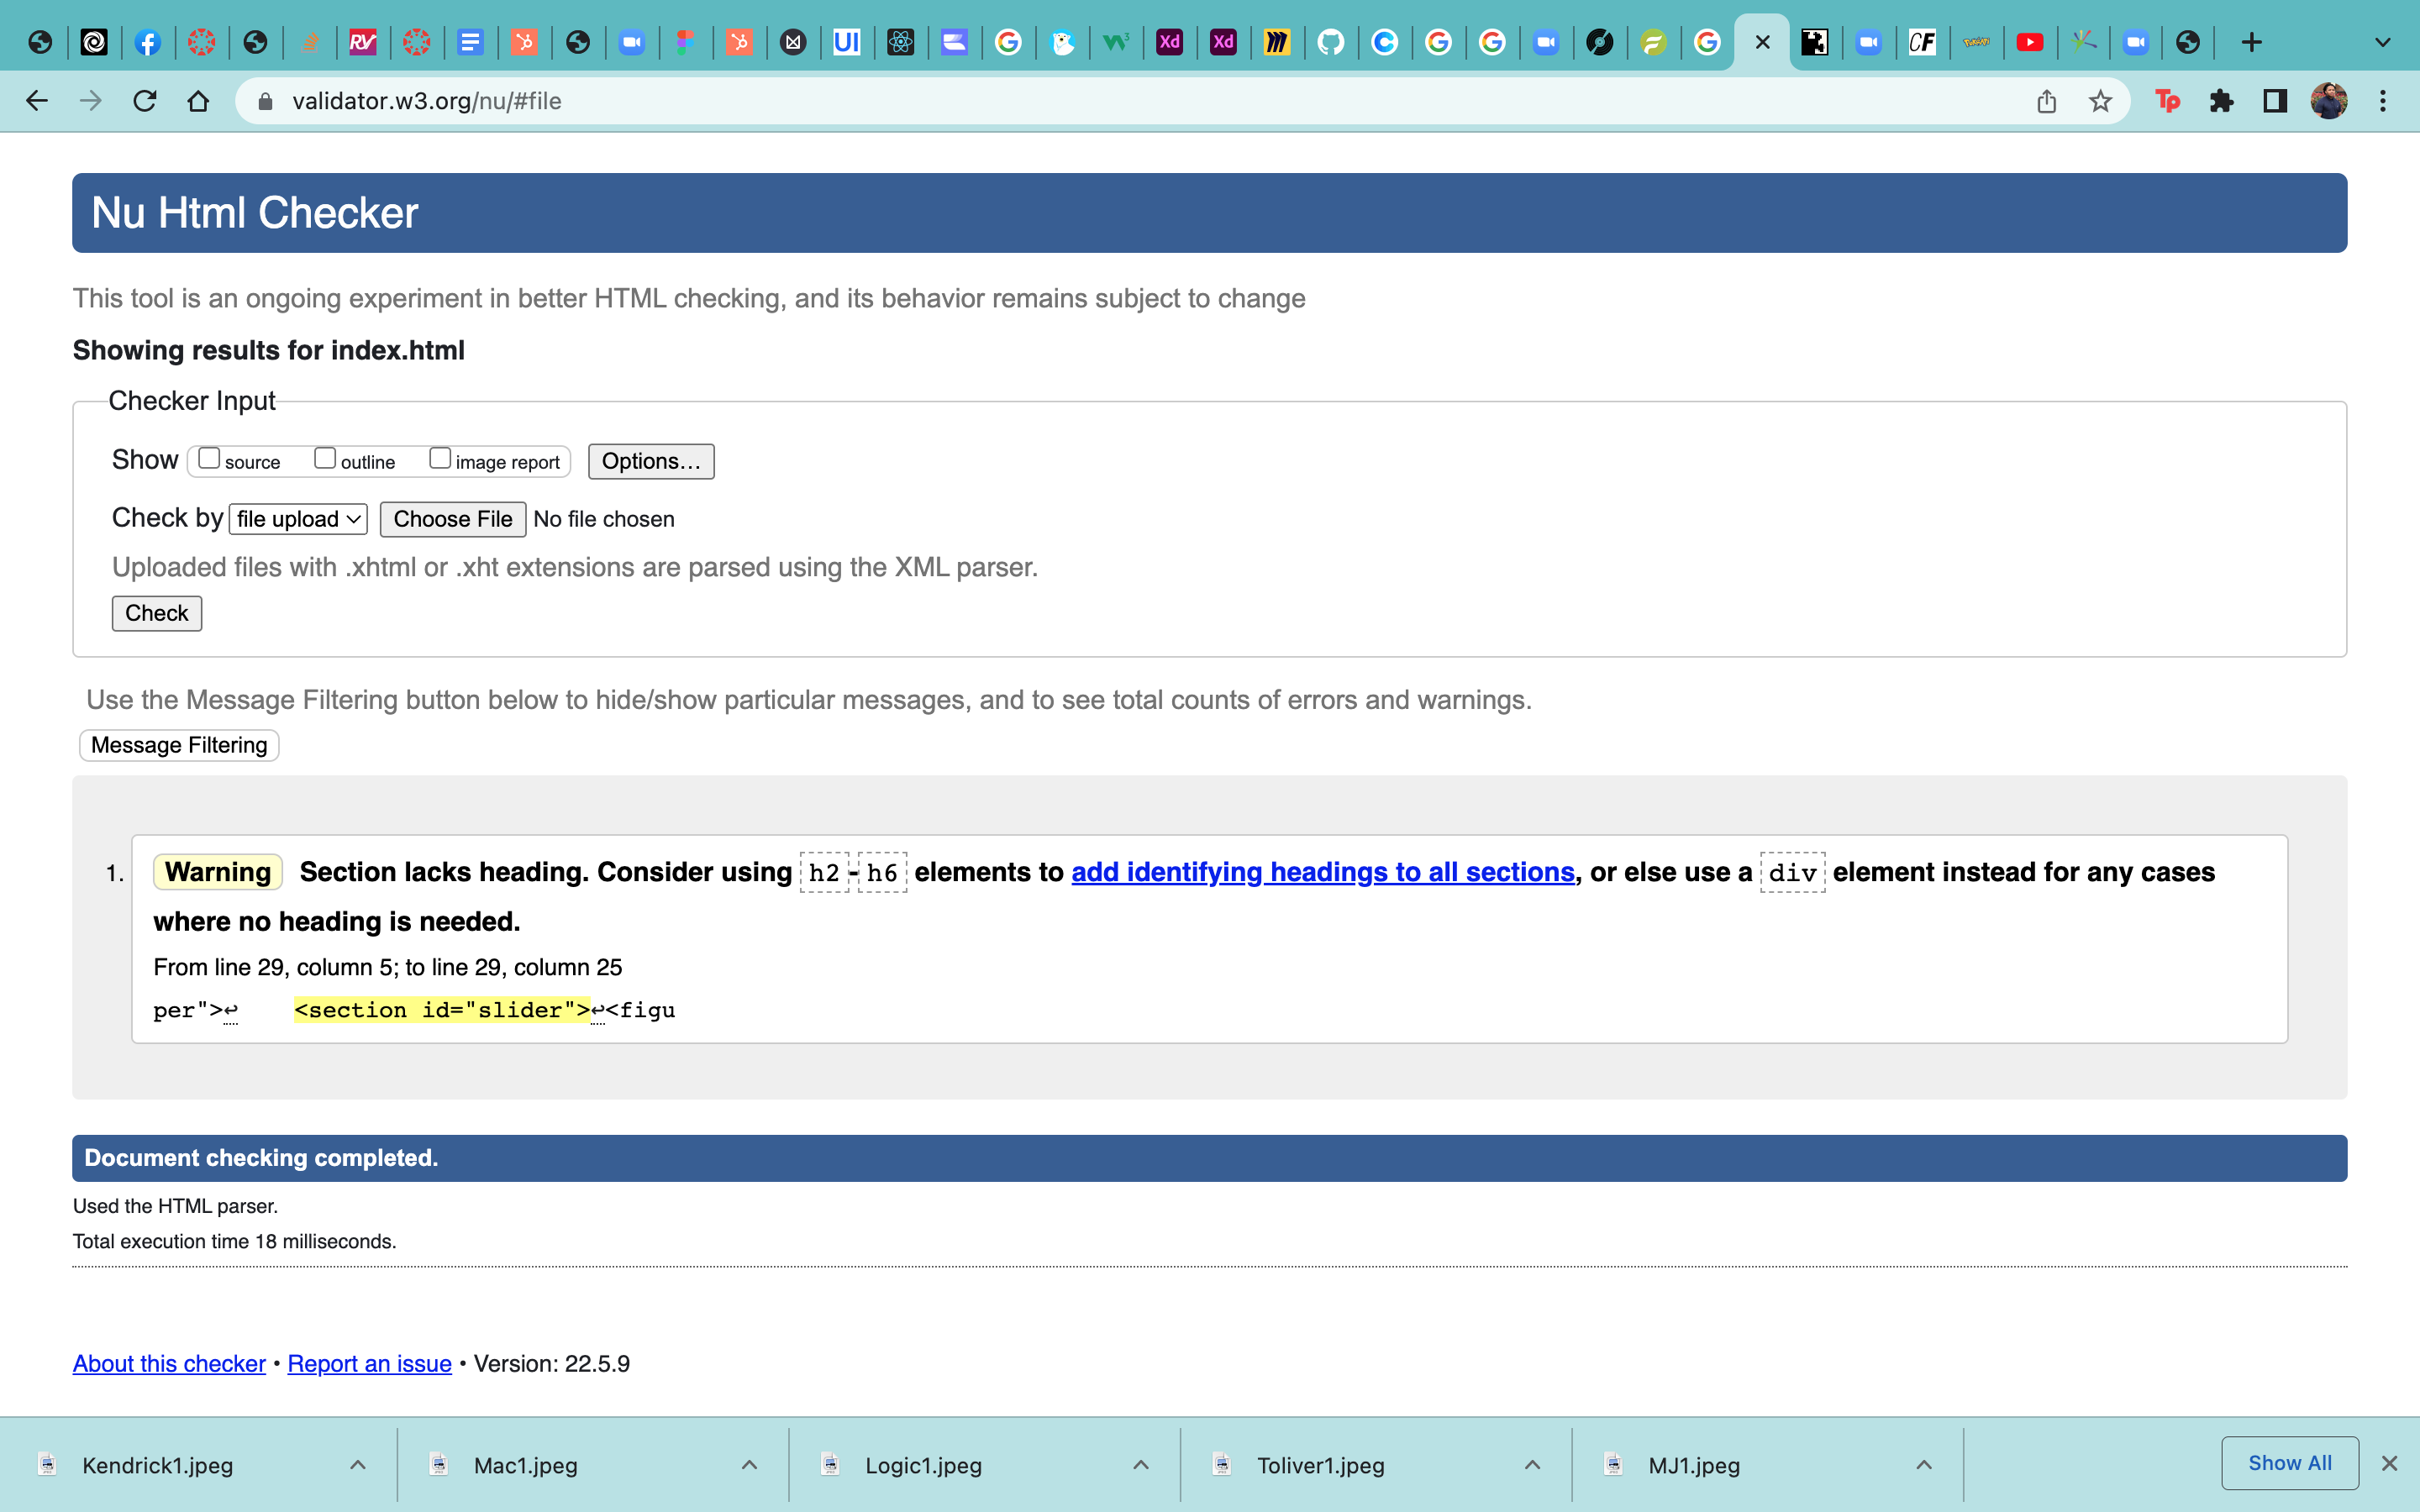 validator.w3.org/nu/#file
Nu Html Checker
This tool is an ongoing experiment in better HTML checking, and its behavior remains subject to change
Showing results for index.html
Checker Input
Show source outline image report Options...
Check by file upload Choose File No file chosen
Uploaded files with .xhtml or .xht extensions are parsed using the XML parser.
Check
Use the Message Filtering button below to hide/show particular messages, and to see total counts of errors and warnings.
Message Filtering
1. Warning Section lacks heading. Consider using h2-h6 elements to add identifying headings to all sections, or else use a div element instead for any cases
where no heading is needed.
From line 29, column 5; to line 29, column 25
per">↩ <section id="slider">↩<figu
Document checking completed.
Used the HTML parser.
Total execution time 18 milliseconds.
About this checker • Report an issue • Version: 22.5.9
Kendrick1.jpeg Mac1.jpeg Logic1.jpeg Toliver1.jpeg MJ1.jpeg Show All